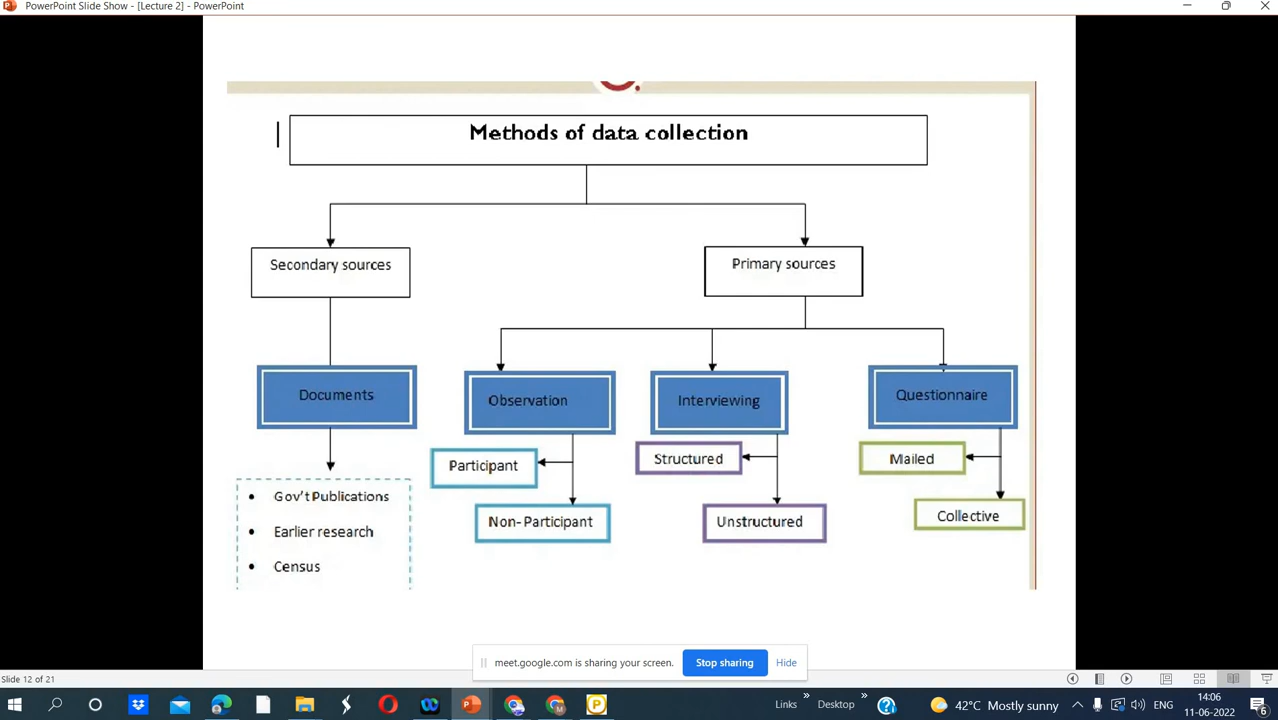 PowerPoint Slide Show - [Lecture 2] - PowerPoint
Methods of data collection
Secondary sources
Primary sources
Documents
Observation
Interviewing
Questionnaire
Participant
Structured
Mailed
Non-Participant
Unstructured
Collective
• Gov't Publications
• Earlier research
• Census
meet.google.com is sharing your screen.
Stop sharing
Hide
Slide 12 of 21
Links
Desktop
42°C Mostly sunny
ENG
14:06
11-06-2022
6